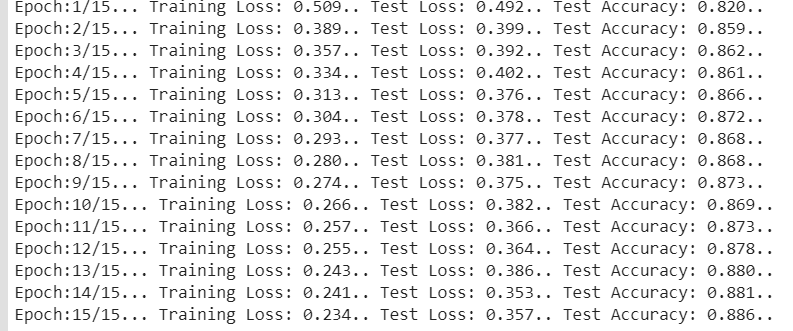 Epoch:1/15... Training Loss: 0.509.. Test Loss: 0.492.. Test Accuracy: 0.820..
Epoch:2/15... Training Loss: 0.389.. Test Loss: 0.399.. Test Accuracy: 0.859..
Epoch:3/15... Training Loss: 0.357.. Test Loss: 0.392.. Test Accuracy: 0.862..
Epoch:4/15... Training Loss: 0.334.. Test Loss: 0.402.. Test Accuracy: 0.861..
Epoch:5/15... Training Loss: 0.313.. Test Loss: 0.376.. Test Accuracy: 0.866..
Epoch:6/15... Training Loss: 0.304.. Test Loss: 0.378.. Test Accuracy: 0.872..
Epoch:7/15... Training Loss: 0.293.. Test Loss: 0.377.. Test Accuracy: 0.868..
Epoch:8/15... Training Loss: 0.280.. Test Loss: 0.381.. Test Accuracy: 0.868..
Epoch:9/15... Training Loss: 0.274.. Test Loss: 0.375.. Test Accuracy: 0.873..
Epoch:10/15... Training Loss: 0.266.. Test Loss: 0.382.. Test Accuracy: 0.869..
Epoch:11/15... Training Loss: 0.257.. Test Loss: 0.366.. Test Accuracy: 0.873..
Epoch:12/15... Training Loss: 0.255.. Test Loss: 0.364.. Test Accuracy: 0.878..
Epoch:13/15... Training Loss: 0.243.. Test Loss: 0.386.. Test Accuracy: 0.880..
Epoch:14/15... Training Loss: 0.241.. Test Loss: 0.353.. Test Accuracy: 0.881..
Epoch:15/15... Training Loss: 0.234.. Test Loss: 0.357.. Test Accuracy: 0.886..